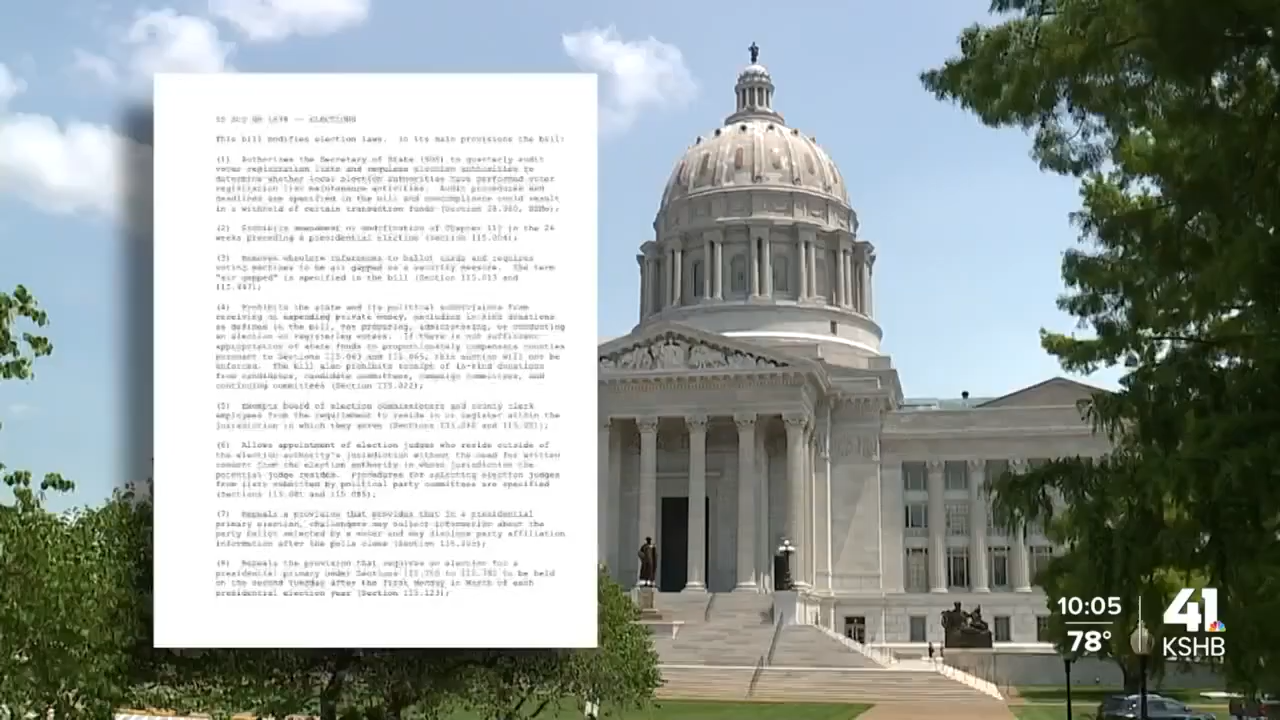 This bill modifies election laws. In its main provisions the bill:
(1) Authorizes the Secretary of State (SOS) to quarterly audit
voter registration lists and requires election authorities to
determine whether local election authorities have performed voter
registration list maintenance activities. Audit procedures and
deadlines are specified in the bill and noncompliance could result
in a withhold of certain transaction funds (Section
(2) Prohibits amendment or modification of Chapter 115 in the 26
weeks preceding a presidential election (Section
(3) Removes obsolete references to ballot cards and requires
voting machines to be air gapped as a security measure. The term
"air gapped" is specified in the bill (Section 115.013 and
(4) Prohibits the state and its political subdivisions from
receiving or expending private money, excluding in-kind donations
as defined in the bill, for preparing, administering, or conducting
an election or registering voters. If there is not sufficient
appropriation of state funds to proportionately compensate counties
pursuant to Sections 115.063 and 115.065, this section will not be
enforced. The bill also prohibits receipt of in-kind donations
from candidates, candidate committees, campaign committees, and
continuing committees (Section 115.022);
(5) Exempts board of election commissioners and county clerk
employees from the requirement to reside in or register within the
jurisdiction in which they serve (Sections
(6) Allows appointment of election judges who reside outside of
the election authority's jurisdiction without the need for written
consent from the election authority in whose jurisdiction the
potential judge resides. Procedures for selecting election judges
from lists submitted by political party committees are specified
(Sections 115.081 and 115.085);
(7) Repeals a provision that provides that in a presidential
primary election, challengers may collect information about the
party ballot selected by a voter and may disclose party affiliation
information after the polls close (Section
Repeals the provision that requires an election for a
presidential primary under Sections to be held
on the second Tuesday after the first Monday in March of each
presidential election year (Section 115.123);
10:05
78°
41
KSHB